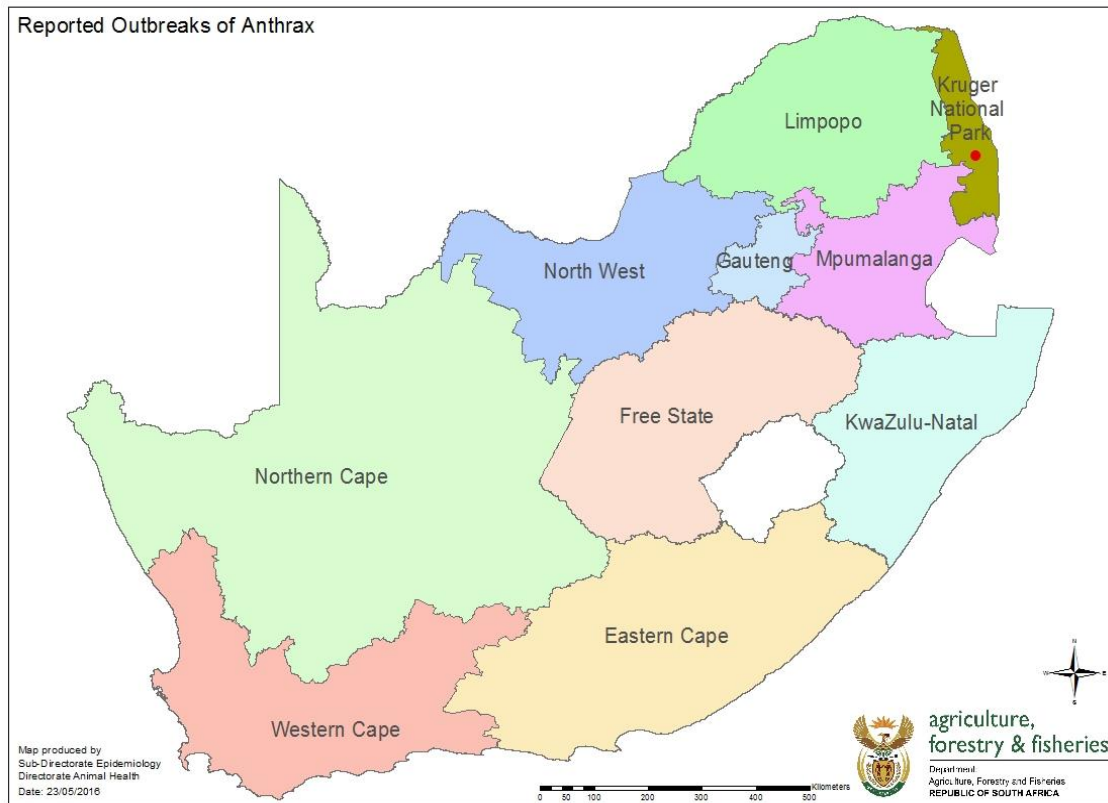 Reported Outbreaks of Anthrax
Kruger
National
Park
Limpopo
North West
Gauteng
Mpumalanga
Free State
KwaZulu-Natal
Northern Cape
Eastern Cape
Western Cape
N
W
E
S
Map produced by
Sub-Directorate Epidemiology
Directorate Animal Health
Date: 23/05/2016
0 50 100 200 300 400 500
Kilometers
agriculture,
forestry & fisheries
Department:
Agriculture, Forestry and Fisheries
REPUBLIC OF SOUTH AFRICA